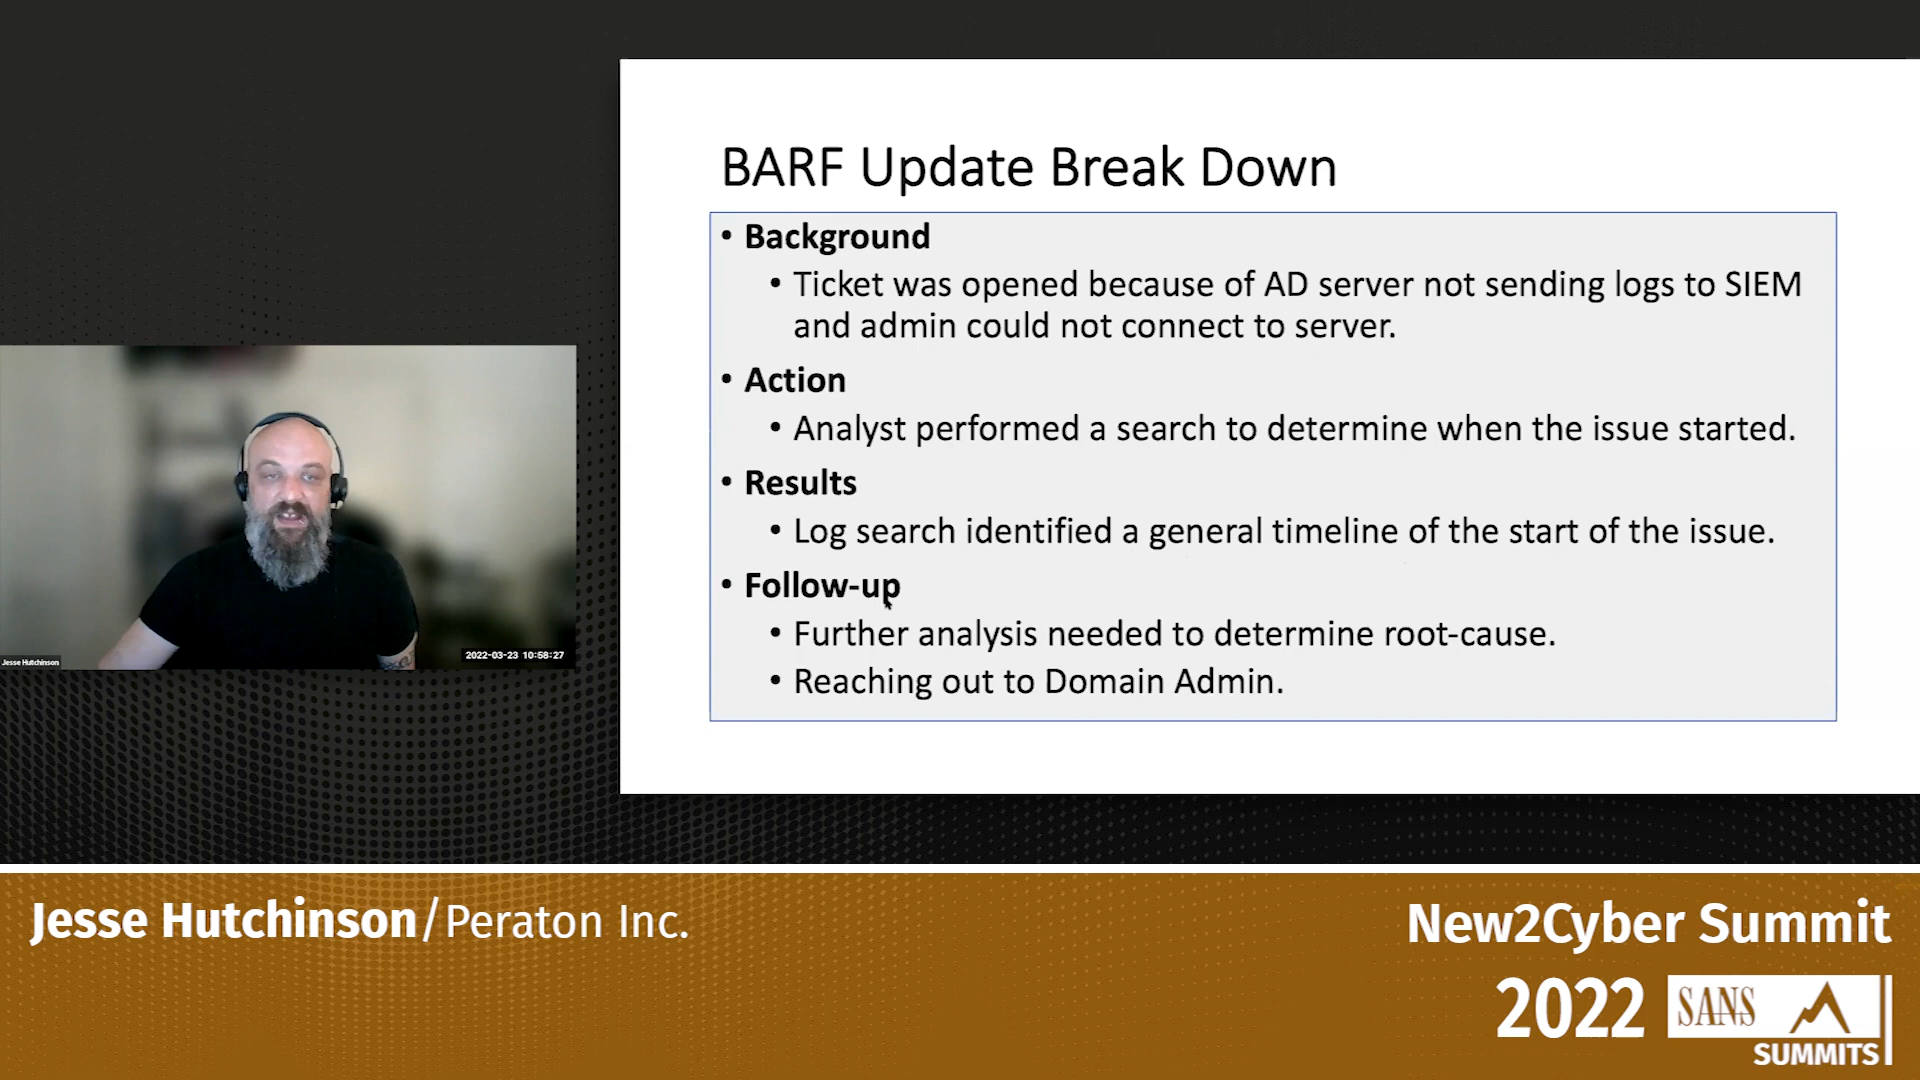 BARF Update Break Down
• Background
• Ticket was opened because of AD server not sending logs to SIEM
and admin could not connect to server.
• Action
• Analyst performed a search to determine when the issue started.
• Results
• Log search identified a general timeline of the start of the issue.
• Follow-up
• Further analysis needed to determine root-cause.
• Reaching out to Domain Admin.
Jesse Hutchinson
2022-03-23 10:58:27
Jesse Hutchinson/Peraton Inc.
New2Cyber Summit
2022
SANS
SUMMITS